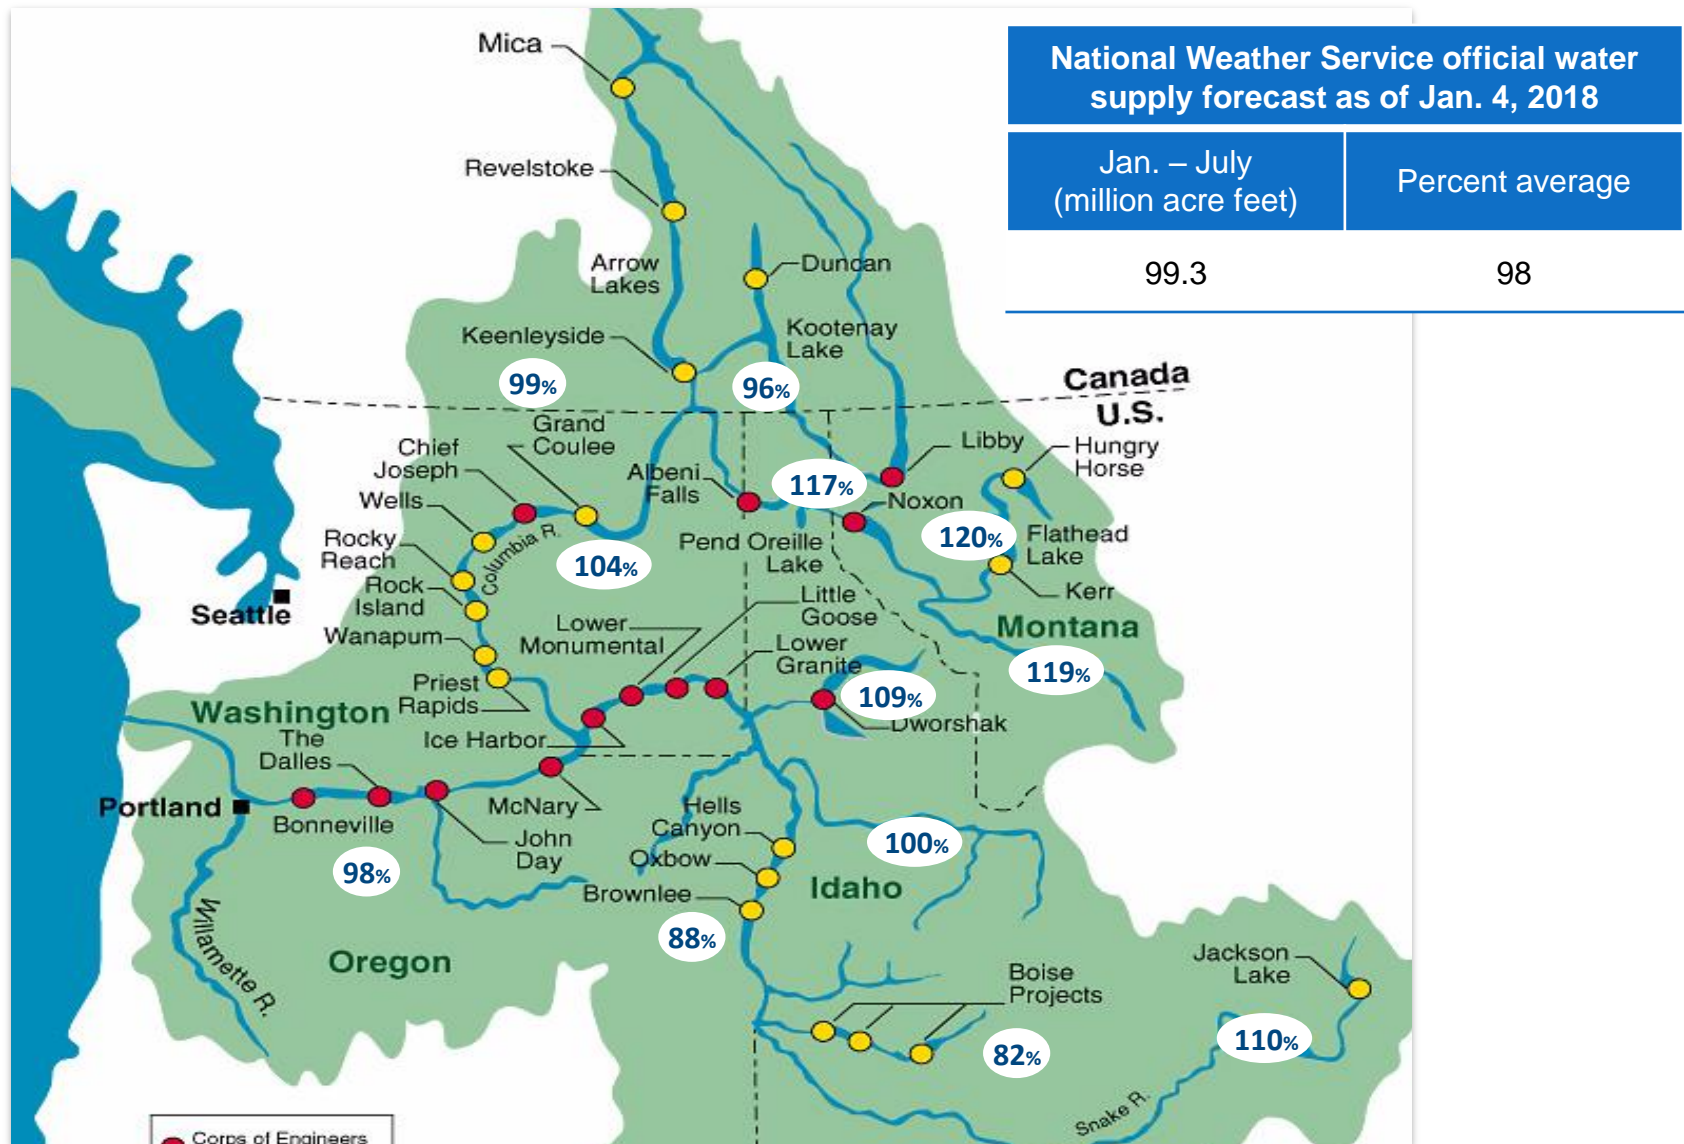 National Weather Service official water
supply forecast as of Jan. 4, 2018
Jan. – July
(million acre feet)
Percent average
99.3
98
Mica
Revelstoke
Arrow
Lakes
Duncan
Keenleyside
Kootenay
Lake
99%
96%
Canada
U.S.
Grand
Coulee
Chief
Joseph
Albeni
Falls
Libby
Hungry
Horse
117%
Wells
Noxon
Rocky
Reach
Columbia R.
Pend Oreille
Lake
120%
Flathead
Lake
104%
Rock
Island
Kerr
Seattle
Little
Goose
Wanapum
Lower
Monumental
Montana
Lower
Granite
119%
Priest
Rapids
109%
Washington
Dworshak
The
Dalles
Ice Harbor
Portland
McNary
Hells
Canyon
Bonneville
John
Day
100%
98%
Oxbow
Idaho
Brownlee
88%
Willamette R.
Oregon
Jackson
Lake
Boise
Projects
82%
110%
Snake R.
Corps of Engineers